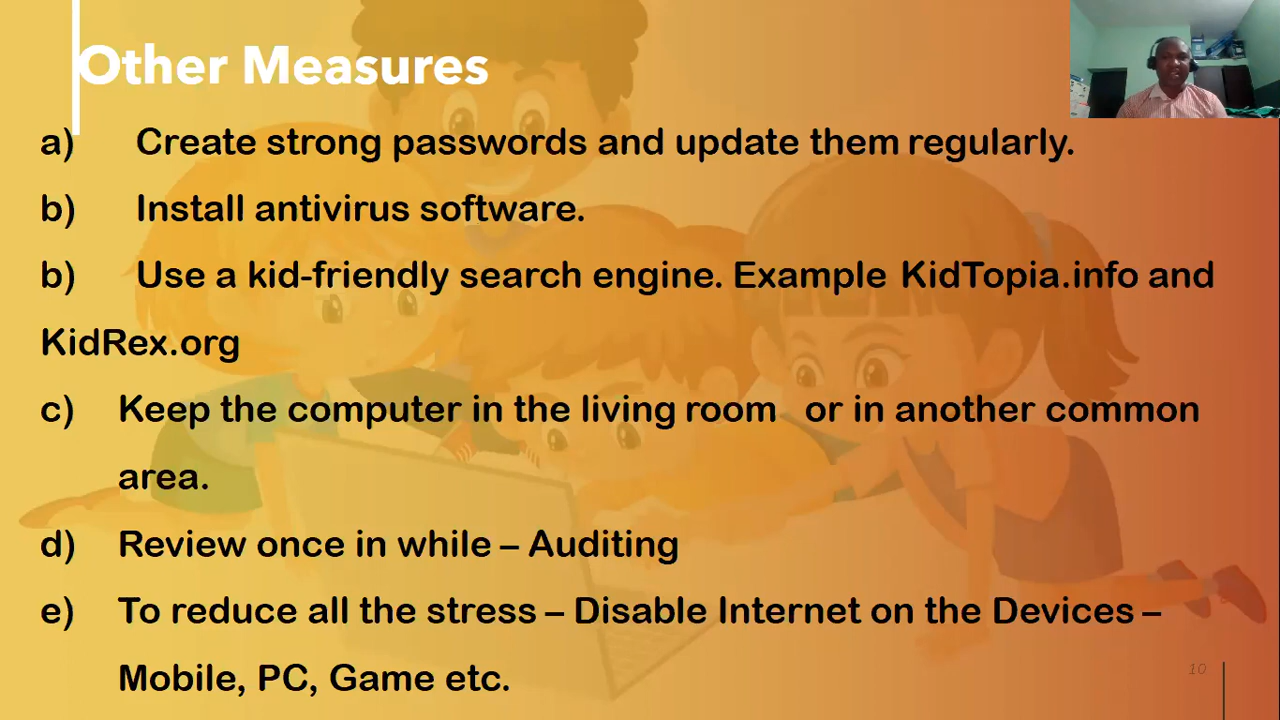 Other Measures
a) Create strong passwords and update them regularly.
b) Install antivirus software.
b) Use a kid-friendly search engine. Example KidTopia.info and
KidRex.org
c) Keep the computer in the living room or in another common
area.
d) Review once in while – Auditing
e) To reduce all the stress – Disable Internet on the Devices –
Mobile, PC, Game etc.
10